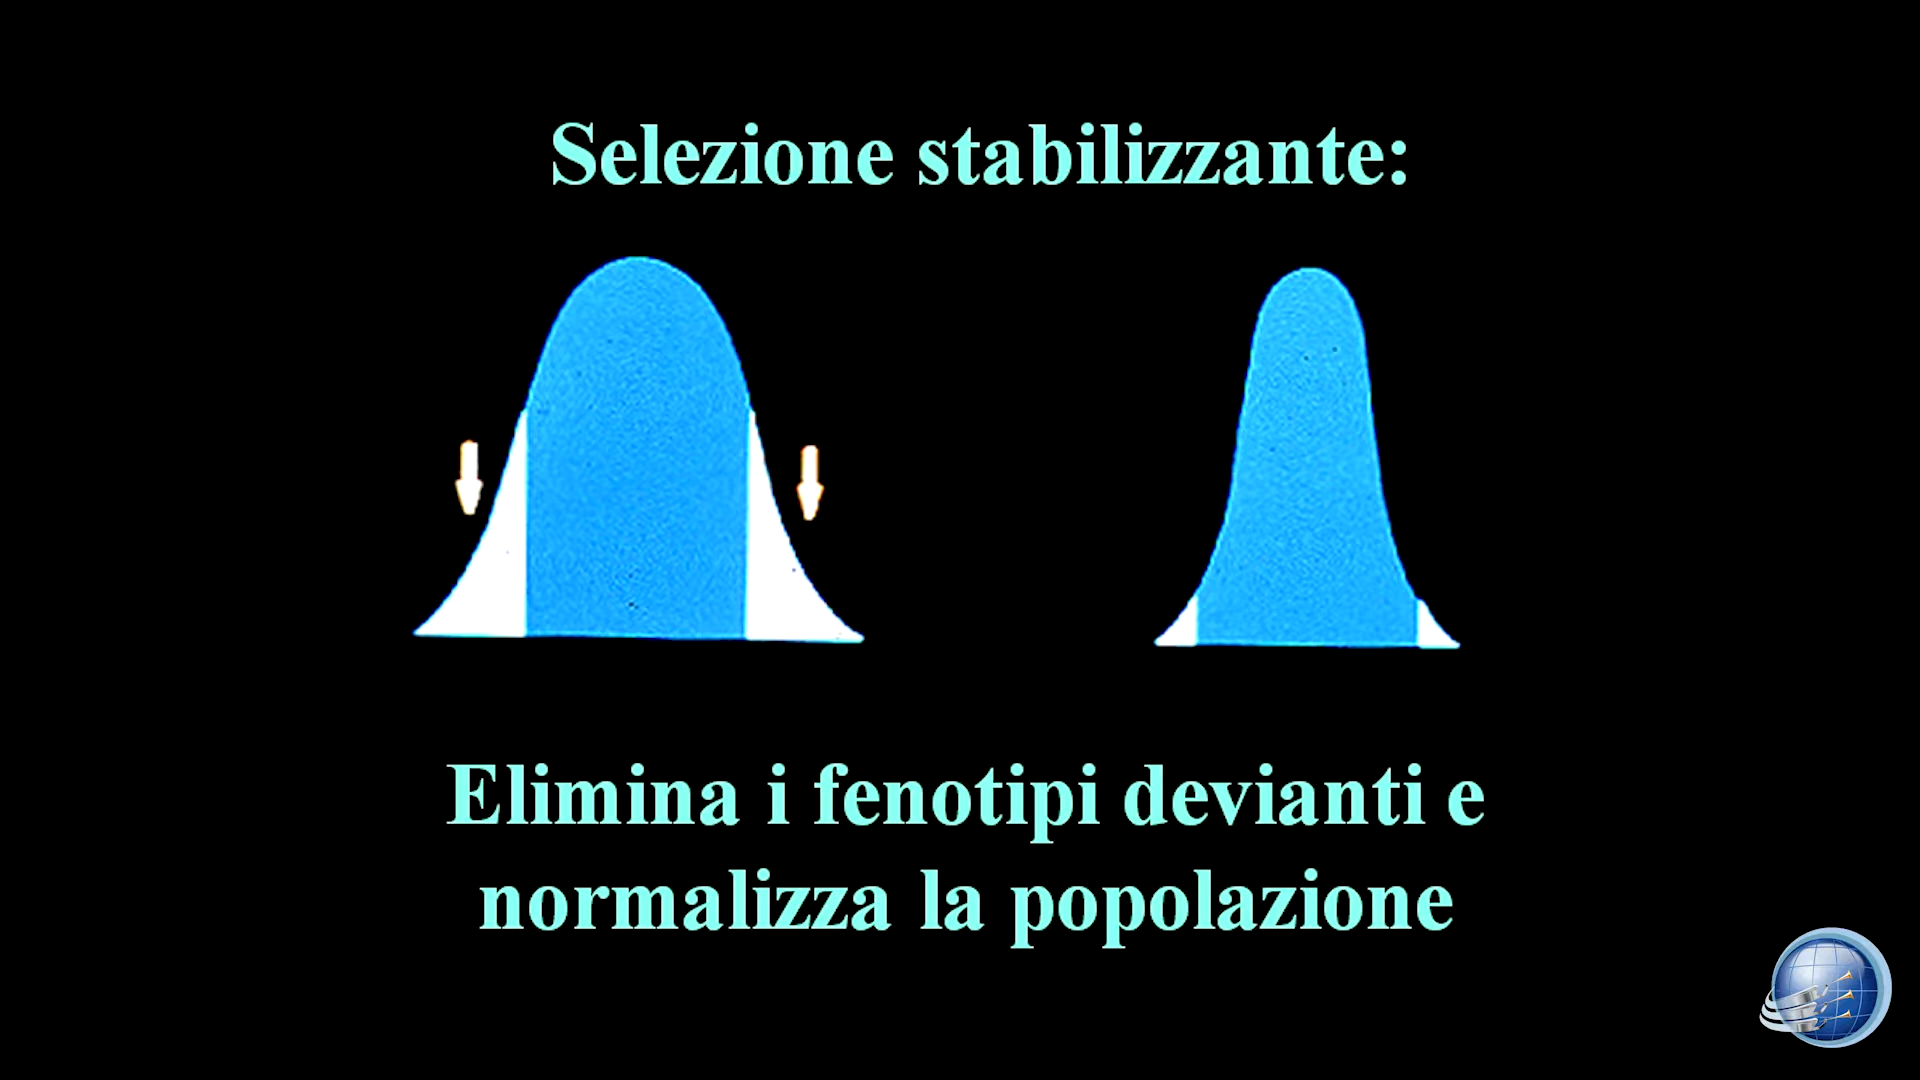 Selezione stabilizzante:
Elimina i fenotipi devianti e
normalizza la popolazione